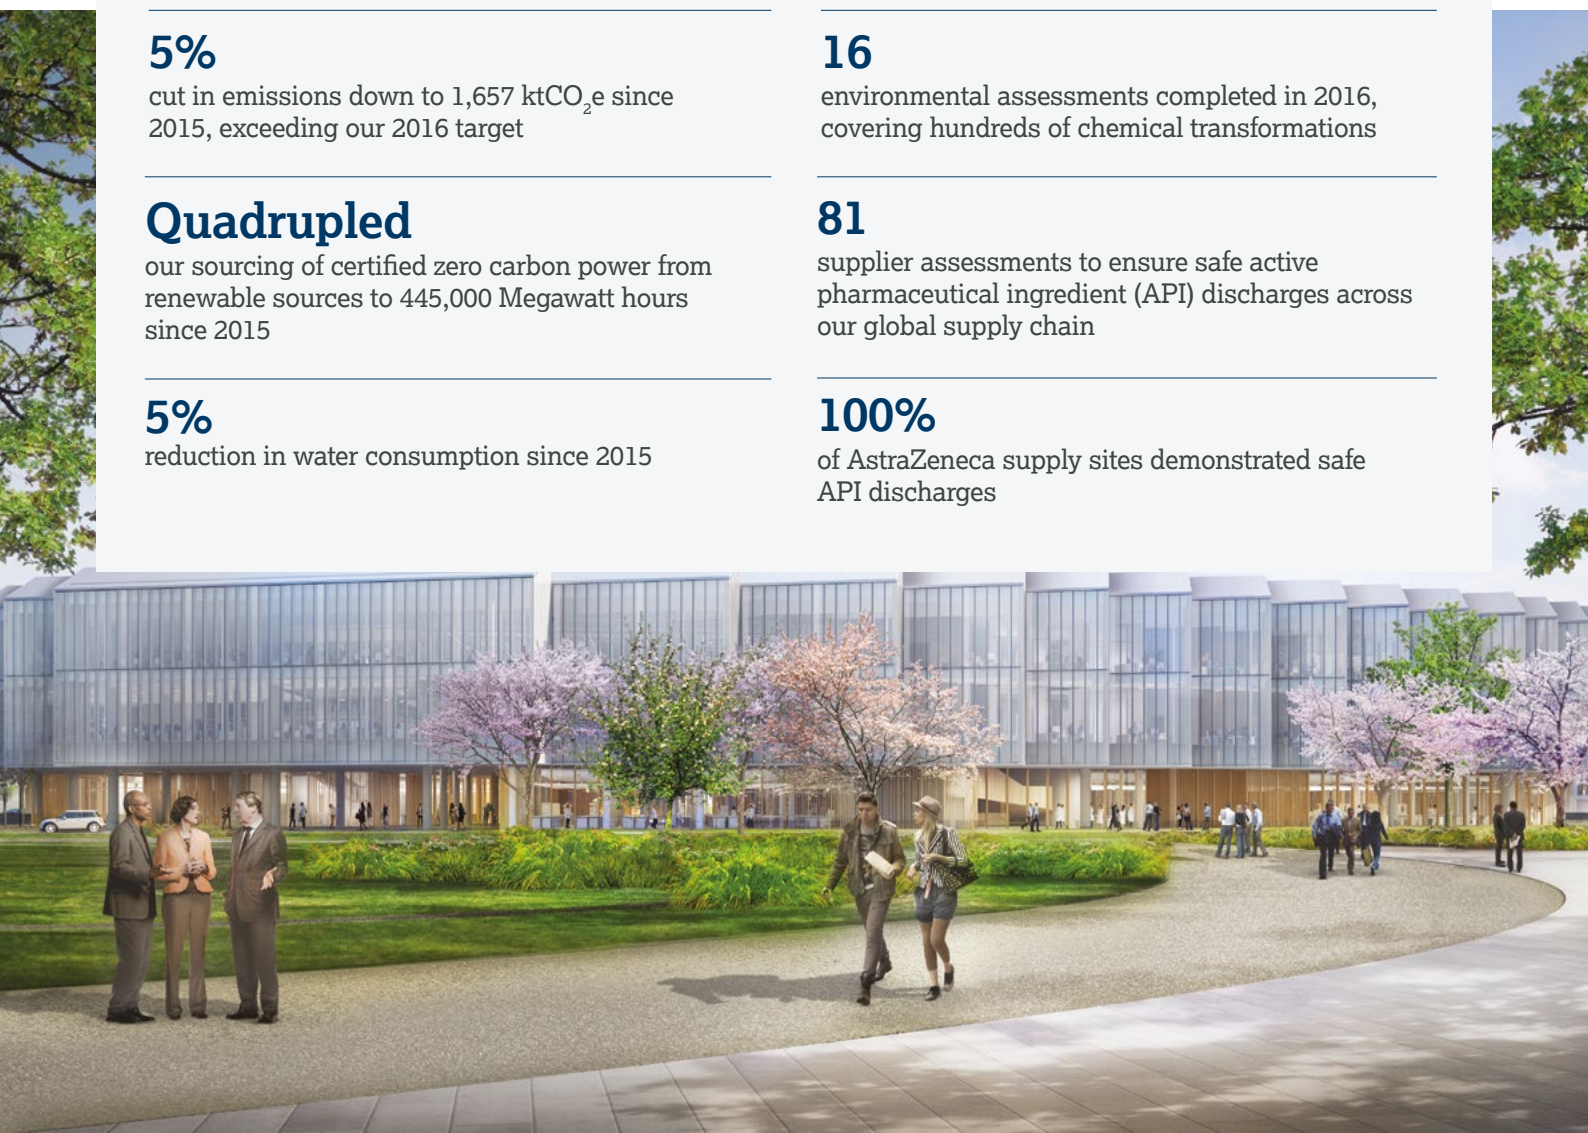 5%
cut in emissions down to 1,657 ktCO₂e since
2015, exceeding our 2016 target
Quadrupled
our sourcing of certified zero carbon power from
renewable sources to 445,000 Megawatt hours
since 2015
5%
reduction in water consumption since 2015
16
environmental assessments completed in 2016,
covering hundreds of chemical transformations
81
supplier assessments to ensure safe active
pharmaceutical ingredient (API) discharges across
our global supply chain
100%
of AstraZeneca supply sites demonstrated safe
API discharges